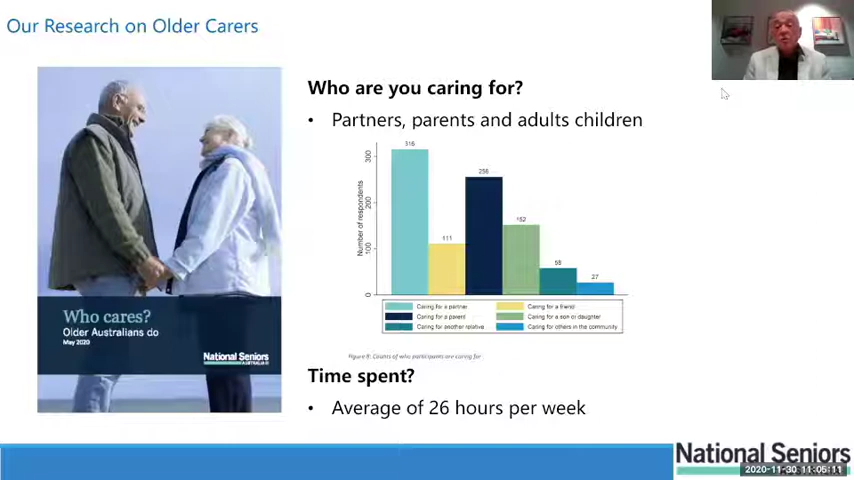 Our Research on Older Carers
Who are you caring for?
• Partners, parents and adults children
316
256
152
111
58
27
300
200
100
0
Number of respondents
Caring for a partner
Caring for a friend
Caring for a parent
Caring for a son or daughter
Caring for another relative
Caring for others in the community
Figure 8: Counts of who participants are caring for
Time spent?
• Average of 26 hours per week
Who cares?
Older Australians do
May 2020
National Seniors
AUSTRALIA
National Seniors
2020-11-30 11:05:11